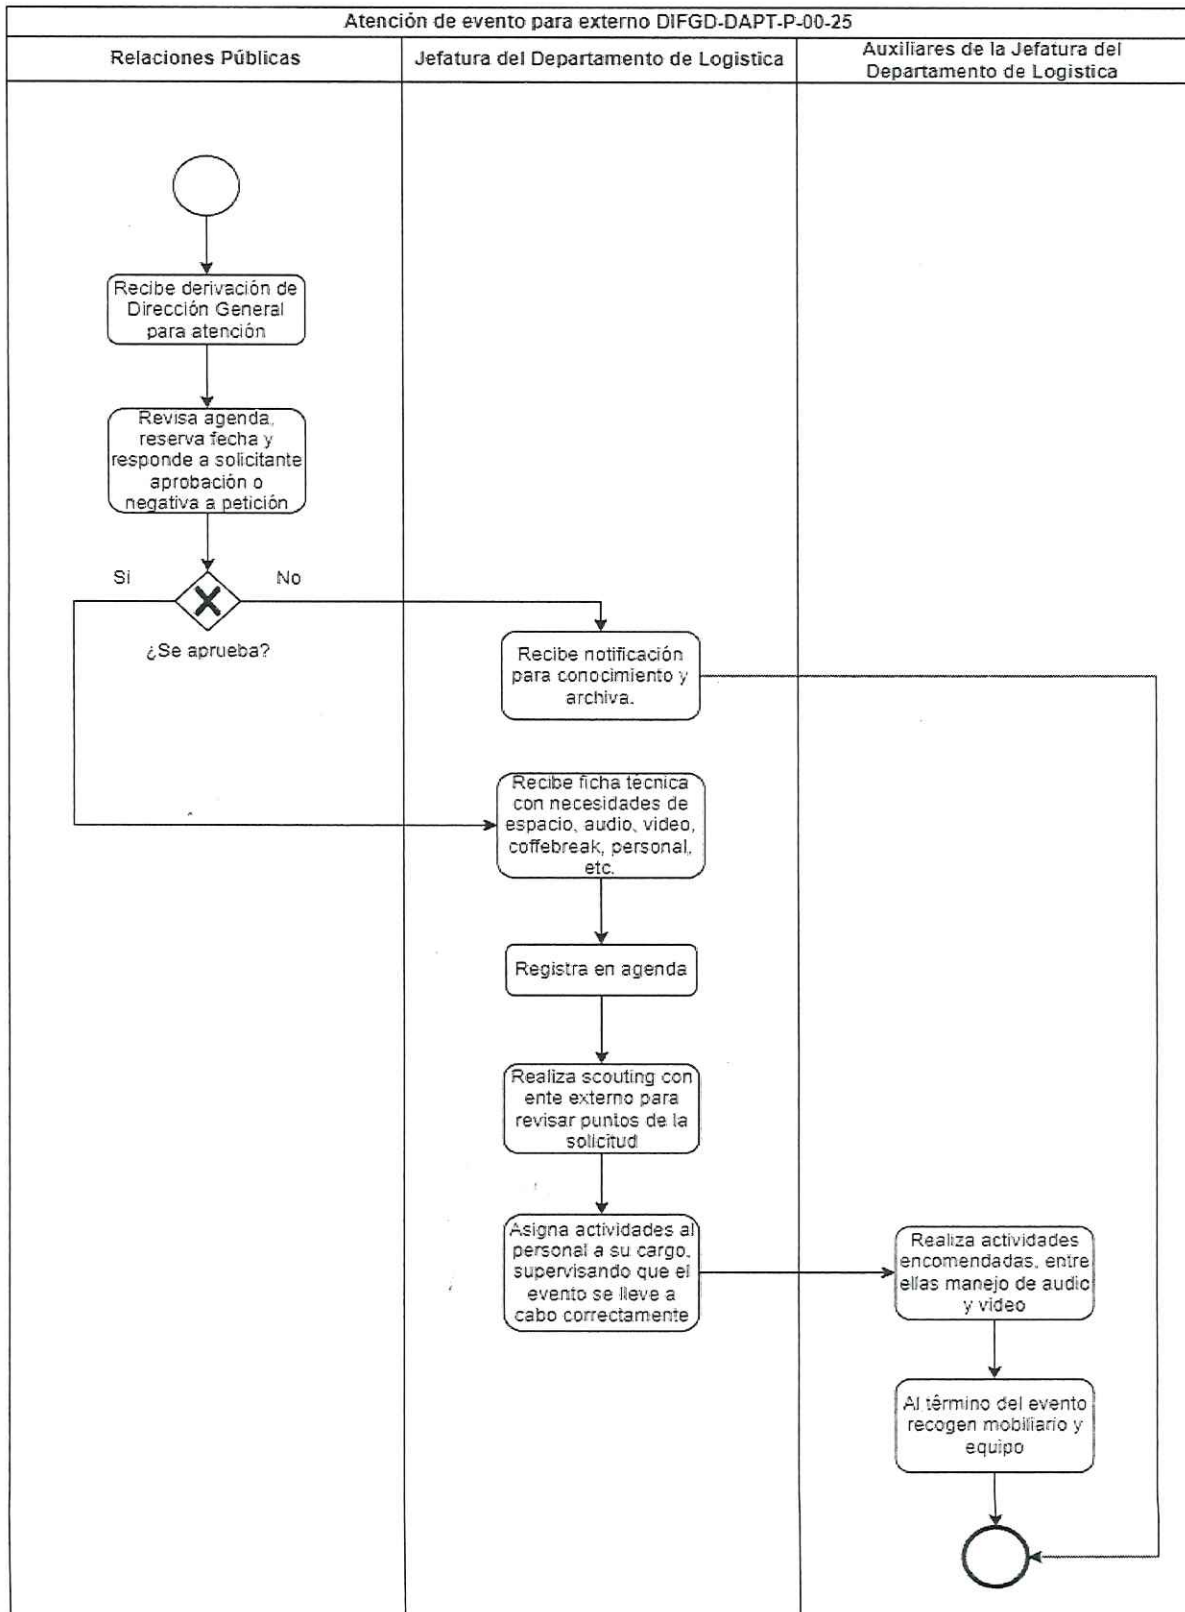 Atención de evento para externo DIFGD-DAPT-P-00-25
Relaciones Públicas
Jefatura del Departamento de Logistica
Auxiliares de la Jefatura del
Departamento de Logistica
Recibe derivación de
Dirección General
para atención
Revisa agenda,
reserva fecha y
responde a solicitante
aprobación o
negativa a petición
Si
No
¿Se aprueba?
Recibe notificación
para conocimiento y
archiva.
Recibe ficha técnica
con necesidades de
espacio, audio, video,
coffebreak, personal,
etc.
Registra en agenda
Realiza scouting con
ente externo para
revisar puntos de la
solicitud
Asigna actividades al
personal a su cargo,
supervisando que el
evento se lleve a
cabo correctamente
Realiza actividades
encomendadas, entre
ellas manejo de audio
y video
Al término del evento
recogen mobiliario y
equipo